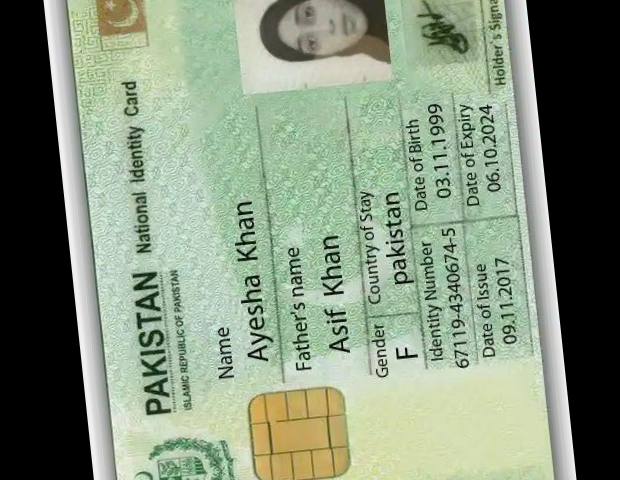 PAKISTAN National Identity Card
ISLAMIC REPUBLIC OF PAKISTAN
Name
Ayesha Khan
Father's name
Asif Khan
Gender Country of Stay
F pakistan
Identity Number Date of Birth
67119-4340674-5 03.11.1999
Date of Issue Date of Expiry
09.11.2017 06.10.2024
Holder's